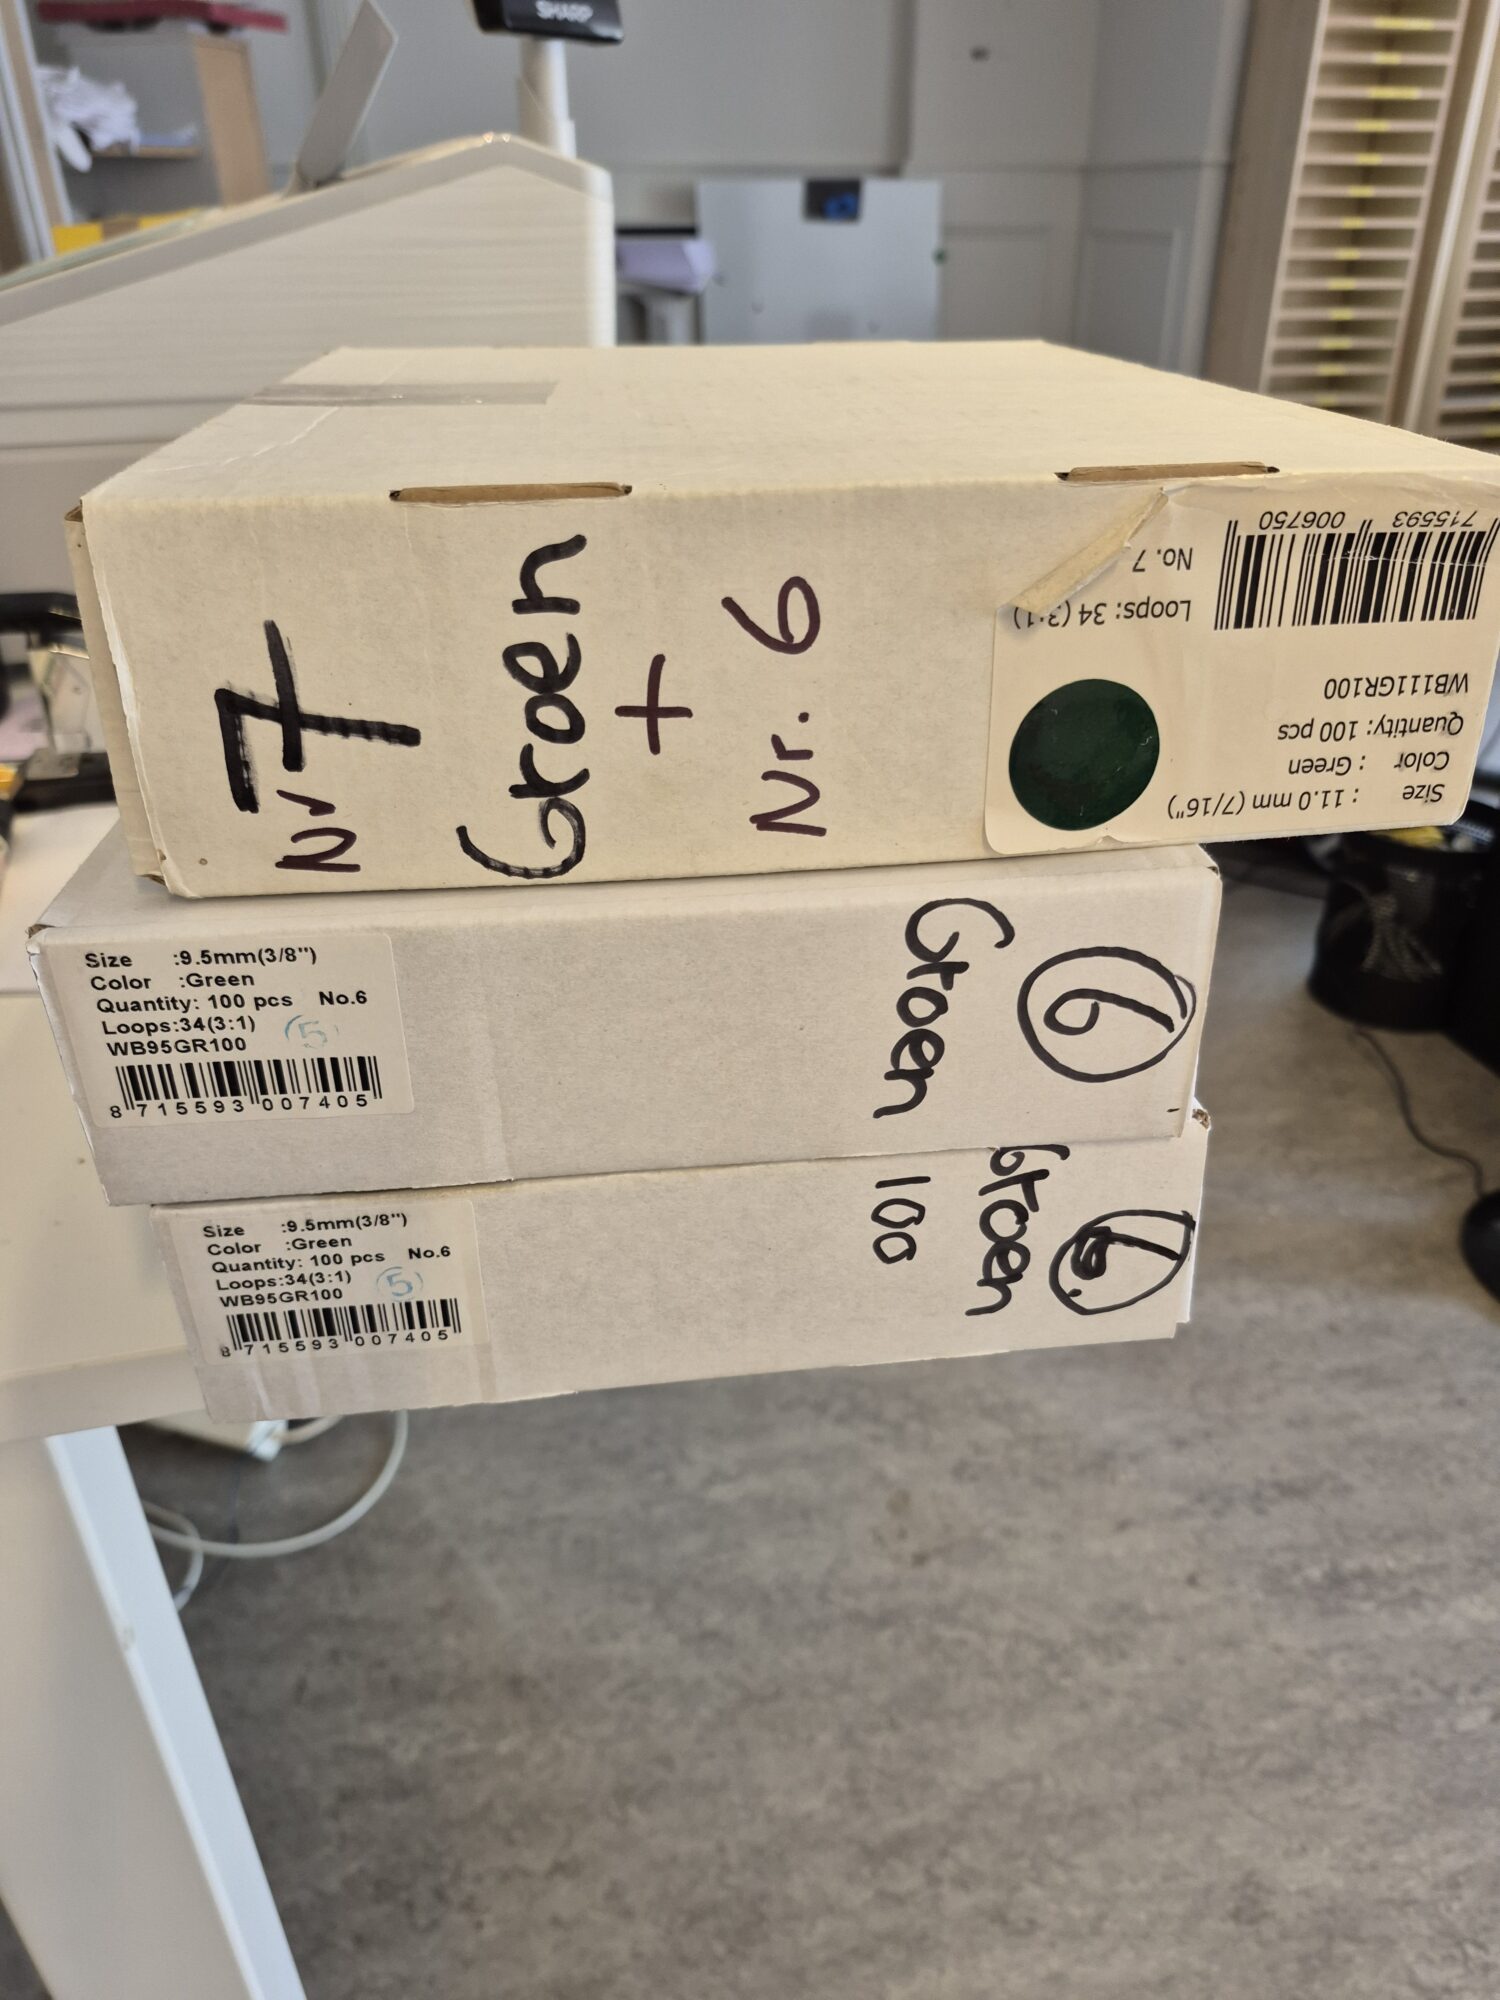 SHARP
Nr 7
Groen
+
Nr. 6
Size : 11.0 mm (7/16")
Color : Green
Quantity: 100 pcs
WB111GR100
Loops: 34 (3:1)
No. 7
715593 006750
Size :9.5mm(3/8")
Color :Green
Quantity: 100 pcs No.6
Loops:34(3:1) 5
WB95GR100
8 715593 007405
6
Groen
Size :9.5mm(3/8")
Color :Green
Quantity: 100 pcs No.6
Loops:34(3:1) 5
WB95GR100
8 715593 007405
6
Groen
100